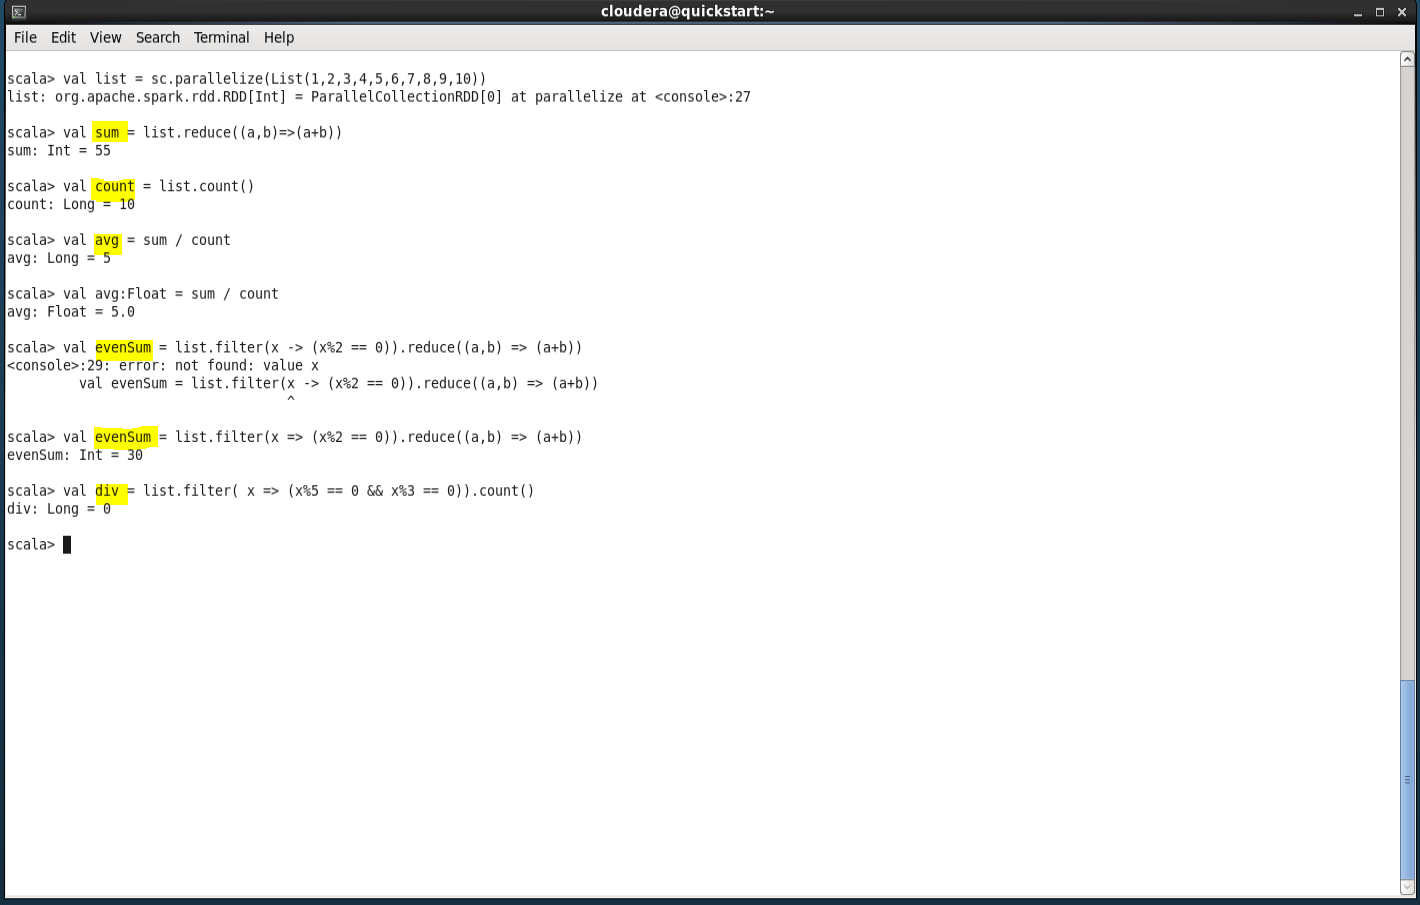 cloudera@quickstart:~
File Edit View Search Terminal Help
scala> val list = sc.parallelize(List(1,2,3,4,5,6,7,8,9,10))
list: org.apache.spark.rdd.RDD[Int] = ParallelCollectionRDD[0] at parallelize at <console>:27
scala> val sum = list.reduce((a,b)=>(a+b))
sum: Int = 55
scala> val count = list.count()
count: Long = 10
scala> val avg = sum / count
avg: Long = 5
scala> val avg:Float = sum / count
avg: Float = 5.0
scala> val evenSum = list.filter(x -> (x%2 == 0)).reduce((a,b) => (a+b))
<console>:29: error: not found: value x
         val evenSum = list.filter(x -> (x%2 == 0)).reduce((a,b) => (a+b))
                                   ^
scala> val evenSum = list.filter(x => (x%2 == 0)).reduce((a,b) => (a+b))
evenSum: Int = 30
scala> val div = list.filter( x => (x%5 == 0 && x%3 == 0)).count()
div: Long = 0
scala>